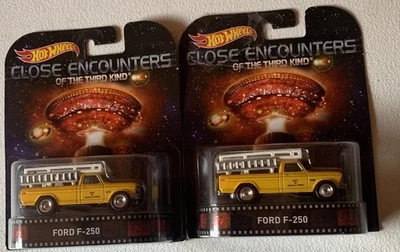 HOT WHEELS
CLOSE ENCOUNTERS
OF THE THIRD KIND
FORD F-250
HOT WHEELS
CLOSE ENCOUNTERS
OF THE THIRD KIND
FORD F-250